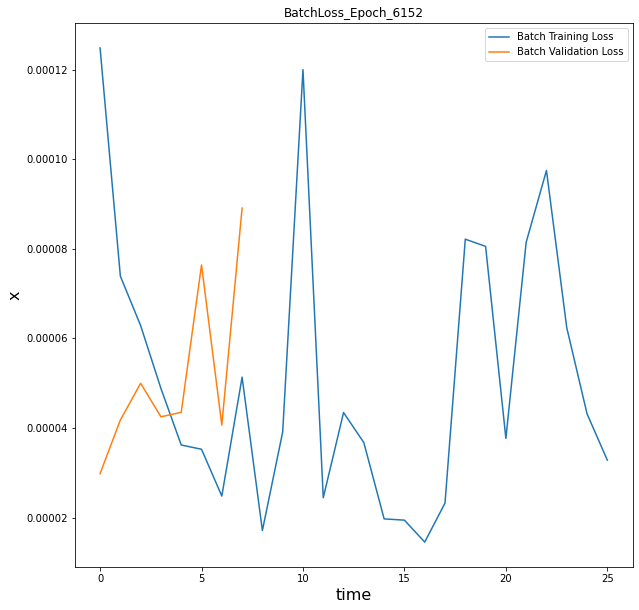 BatchLoss_Epoch_6152
Batch Training Loss
Batch Validation Loss
0.00012
0.00010
0.00008
0.00006
0.00004
0.00002
x
0 5 10 15 20 25
time